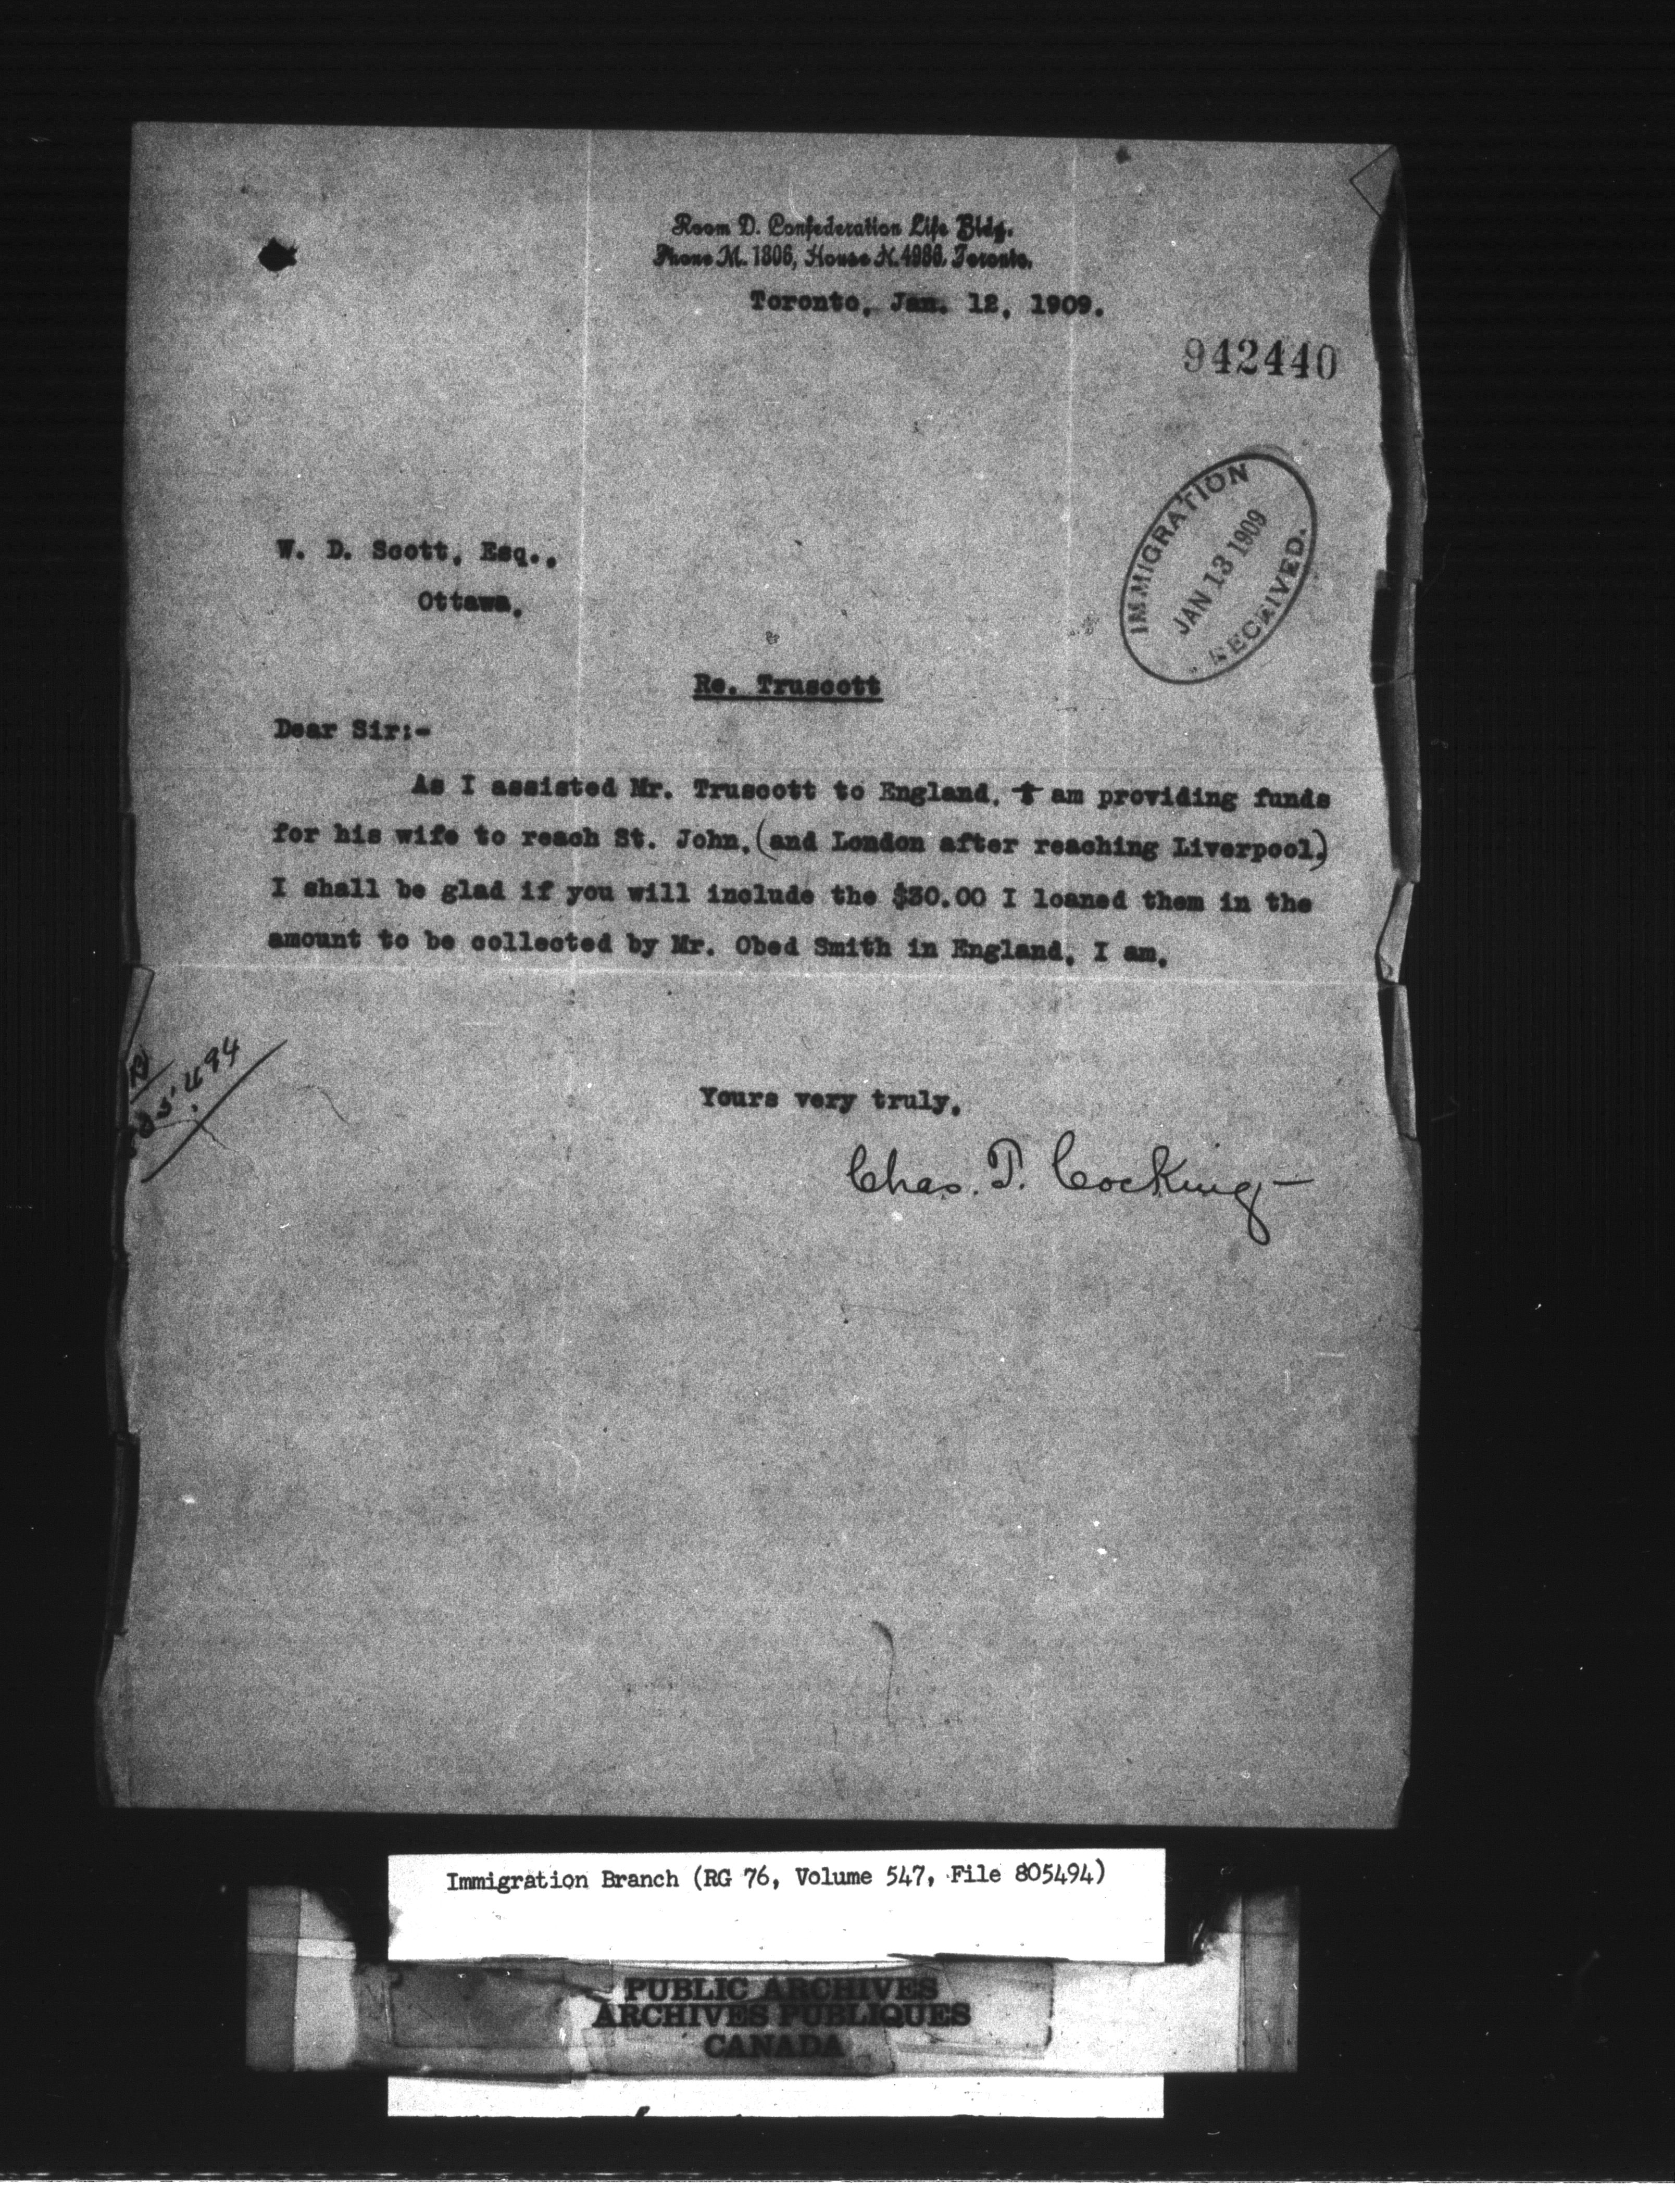 Room D. Confederation Life Bldg.
Phone M. 1806, House N. 4986, Toronto.
Toronto, Jan. 12, 1909.
942440
IMMIGRATION
JAN 13 1909
RECEIVED.
W. D. Scott, Esq.,
Ottawa.
Re. Truscott
Dear Sir:-
As I assisted Mr. Truscott to England, I am providing funds
for his wife to reach St. John, (and London after reaching Liverpool.)
I shall be glad if you will include the $30.00 I loaned them in the
amount to be collected by Mr. Obed Smith in England. I am,
Yours very truly,
Chas. P. Cocking
Immigration Branch (RG 76, Volume 547, File 805494)
PUBLIC ARCHIVES
ARCHIVES PUBLIQUES
CANADA